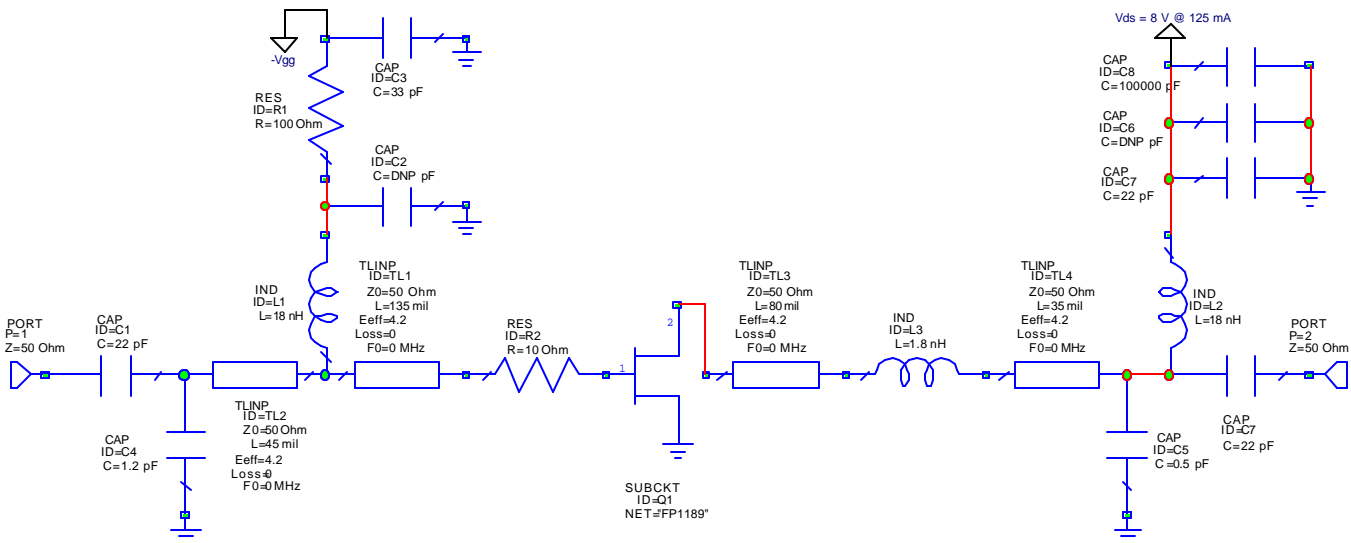 Vds = 8 V @ 125 mA
-Vgg
CAP
ID=C3
C=33 pF
RES
ID=R1
R=100 Ohm
CAP
ID=C2
C=DNP pF
CAP
ID=C8
C=100000 pF
CAP
ID=C6
C=DNP pF
CAP
ID=C7
C=22 pF
PORT
P=1
Z=50 Ohm
CAP
ID=C1
C=22 pF
IND
ID=L1
L=18 nH
TLINP
ID=TL1
Z0=50 Ohm
L=135 mil
Eeff=4.2
Loss=0
F0=0 MHz
RES
ID=R2
R=10 Ohm
1
2
TLINP
ID=TL3
Z0=50 Ohm
L=80 mil
Eeff=4.2
Loss=0
F0=0 MHz
IND
ID=L3
L=1.8 nH
TLINP
ID=TL4
Z0=50 Ohm
L=35 mil
Eeff=4.2
Loss=0
F0=0 MHz
IND
ID=L2
L=18 nH
PORT
P=2
Z=50 Ohm
CAP
ID=C4
C=1.2 pF
TLINP
ID=TL2
Z0=50 Ohm
L=45 mil
Eeff=4.2
Loss=0
F0=0 MHz
SUBCKT
ID=Q1
NET="FP1189"
CAP
ID=C5
C=0.5 pF
CAP
ID=C7
C=22 pF